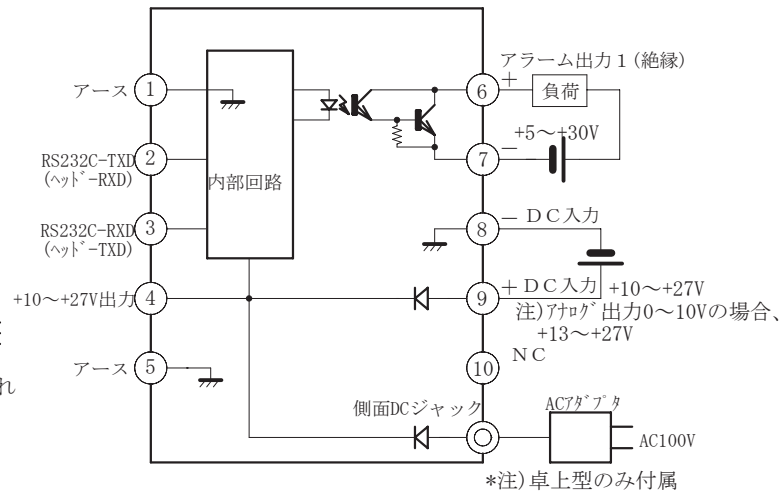 アース
1
RS232C-TXD
(ヘッド-RXD)
2
RS232C-RXD
(ヘッド-TXD)
3
+10～+27V出力
4
アース
5
れ
内部回路
アラーム出力１(絶縁)
6
+
負荷
+5～+30V
7
−
8
− DC入力
9
+DC入力
+10～+27V
注)アナログ出力0～10Vの場合、
+13～+27V
10
NC
側面DCジャック
ACアダプタ
AC100V
*注)卓上型のみ付属